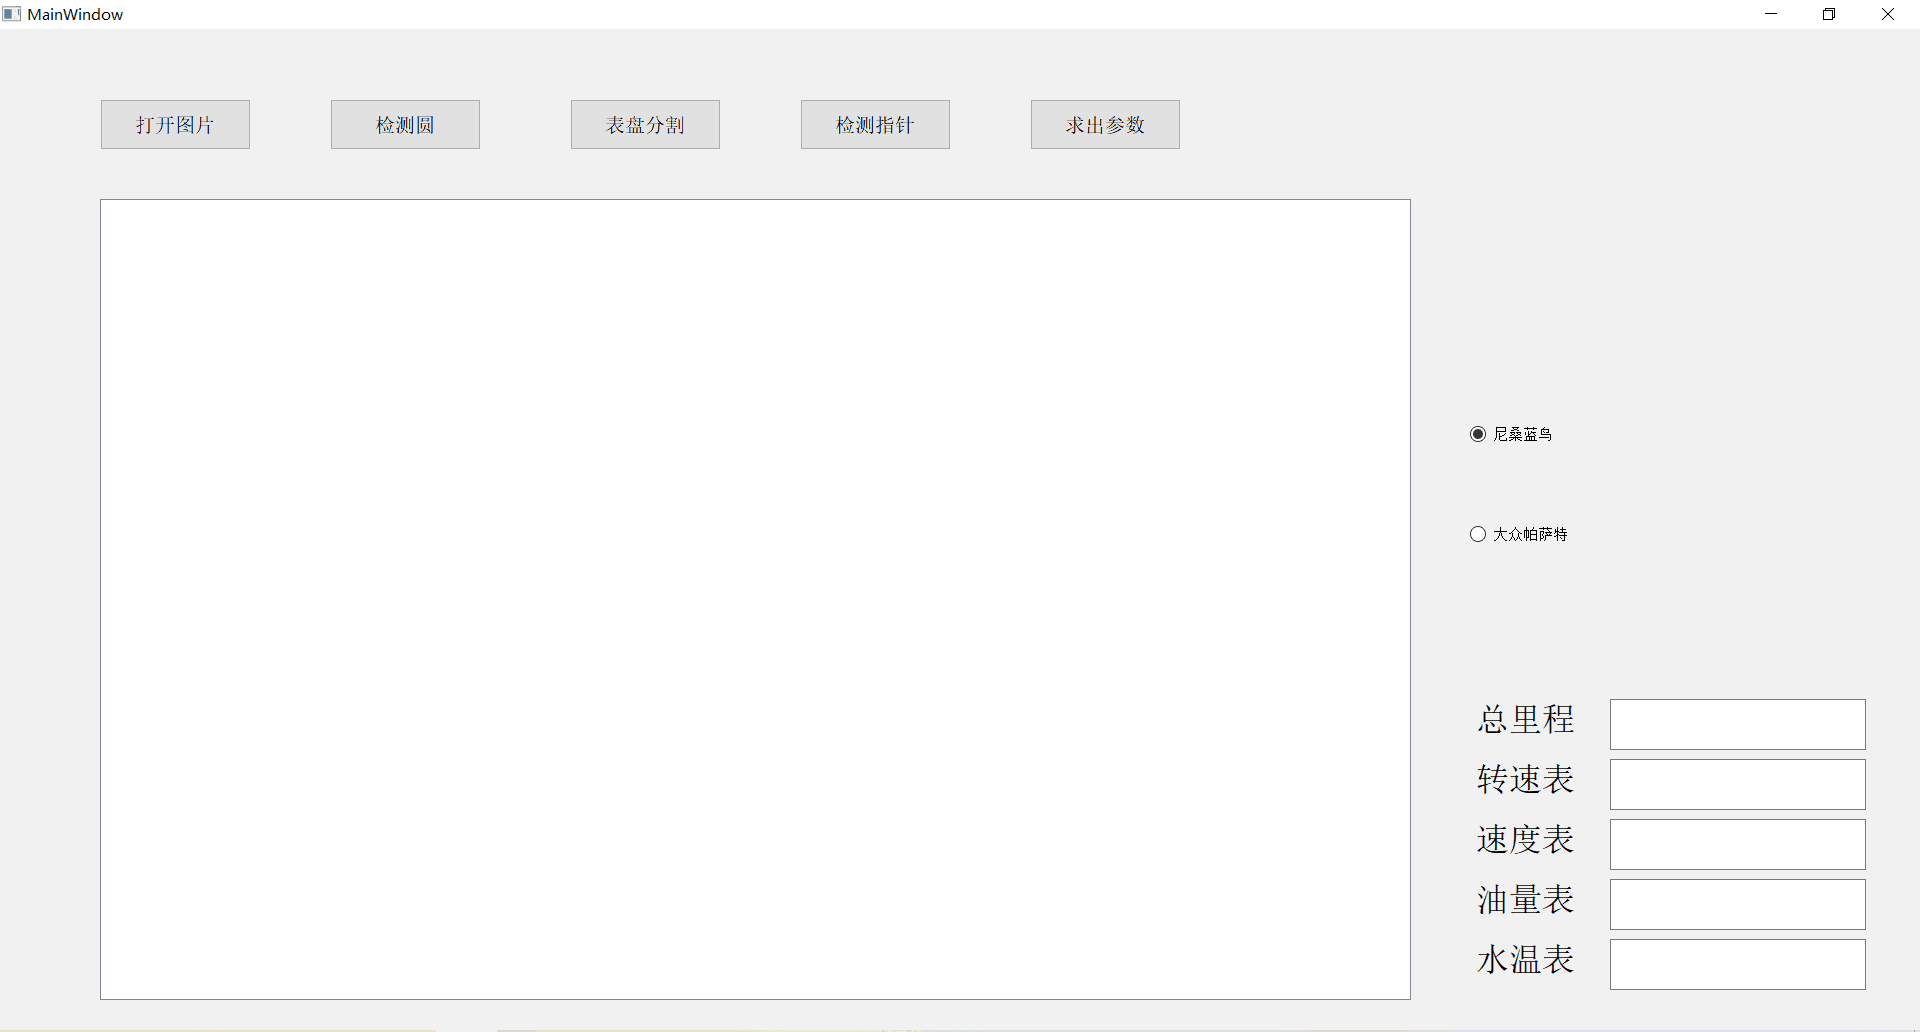 MainWindow
打开图片
检测圆
表盘分割
检测指针
求出参数
尼桑蓝鸟
大众帕萨特
总里程
转速表
速度表
油量表
水温表